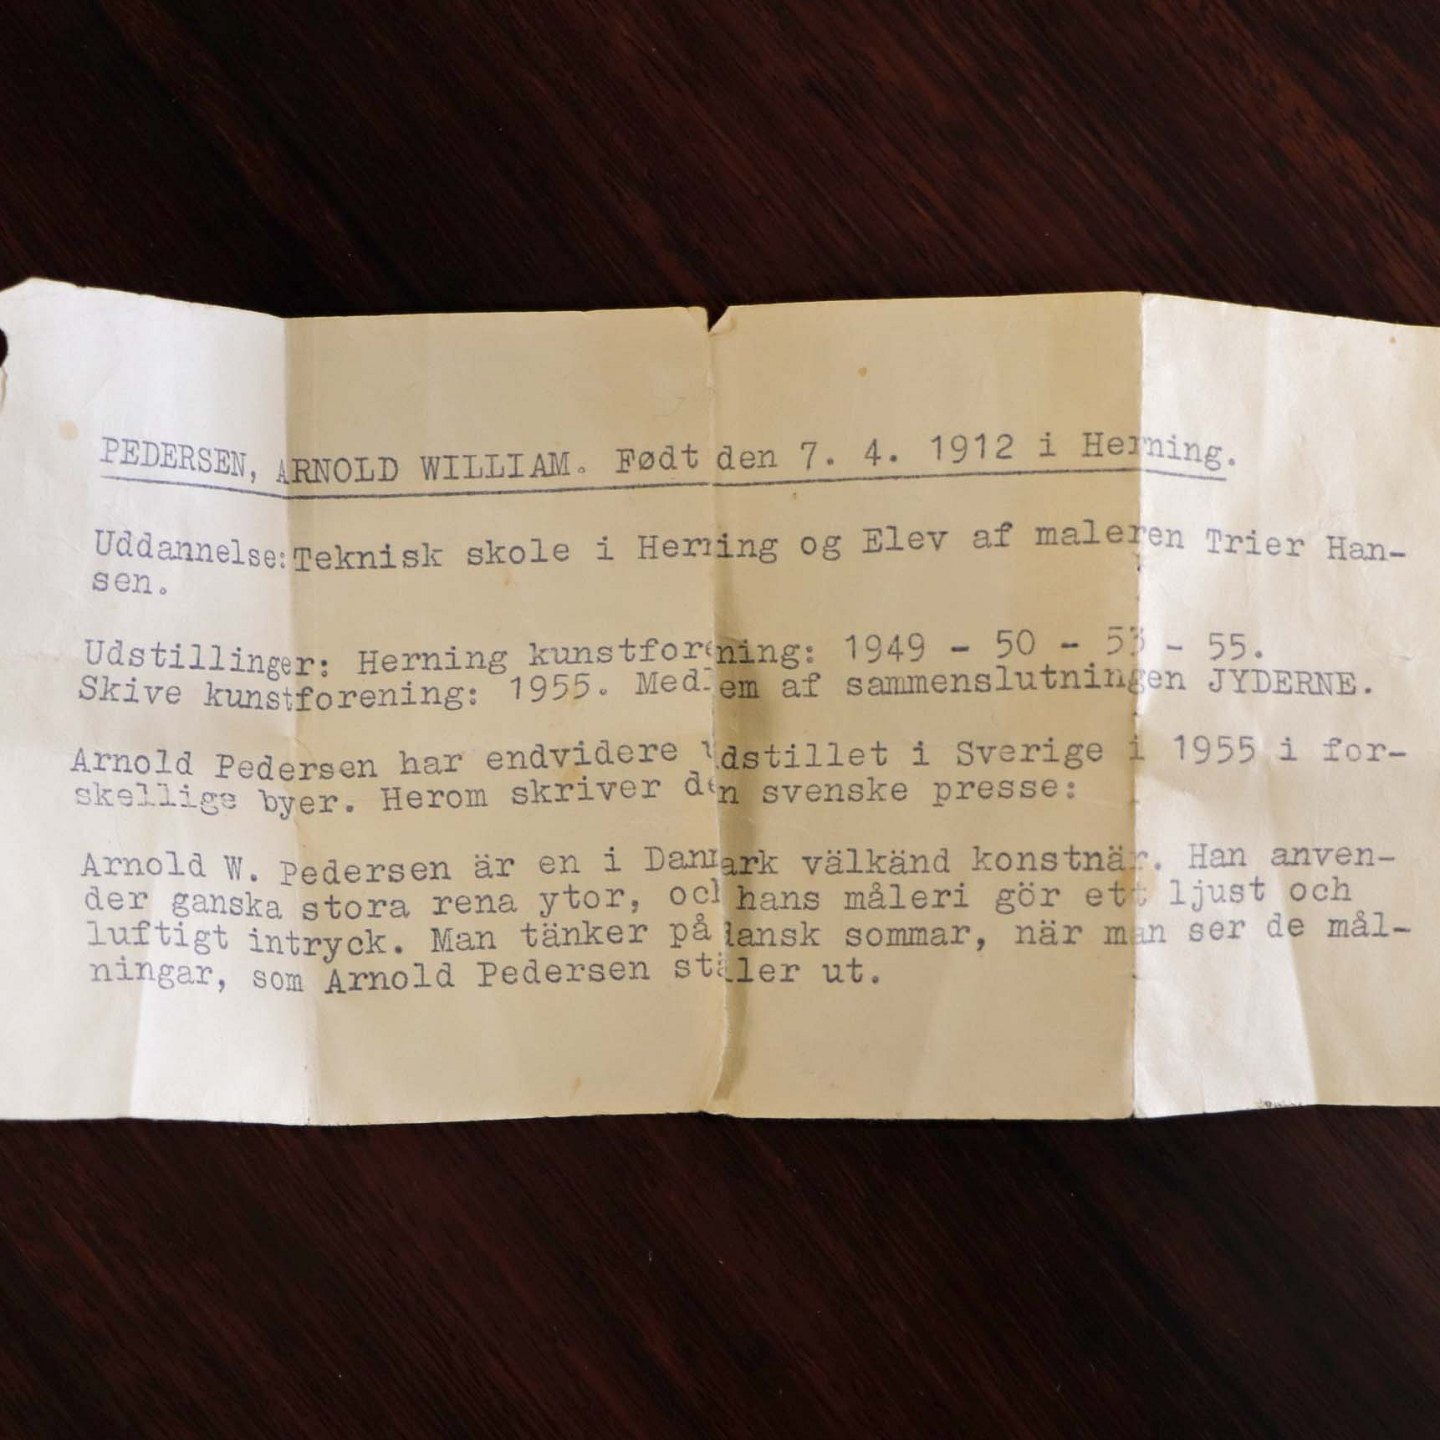 PEDERSEN, ARNOLD WILLIAM. Født den 7. 4. 1912 i Herning.
Uddannelse: Teknisk skole i Herning og Elev af maleren Trier Han-
sen.
Udstillinger: Herning kunstforening: 1949 - 50 - 53 - 55.
Skive kunstforening: 1955. Medlem af sammenslutningen JYDERNE.
Arnold Pedersen har endvidere udstillet i Sverige i 1955 i for-
skellige byer. Herom skriver den svenske presse:
Arnold W. Pedersen är en i Danmark välkänd konstnär. Han anven-
der ganska stora rena ytor, och hans måleri gör ett ljust och
luftigt intryck. Man tänker på dansk sommar, när man ser de mål-
ningar, som Arnold Pedersen ställer ut.